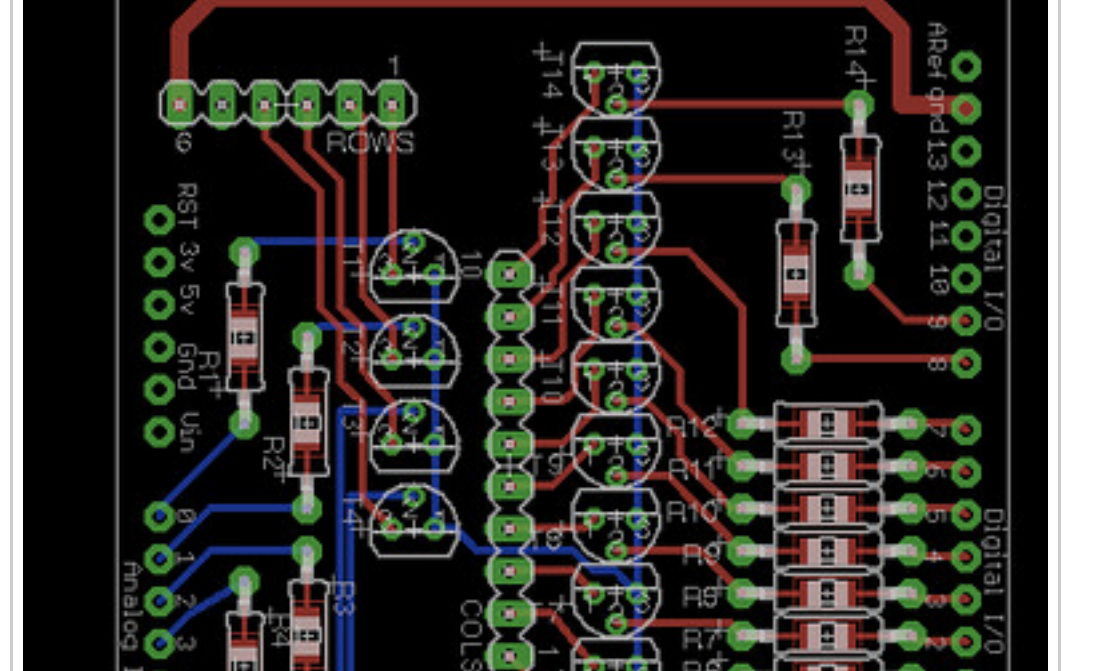 1
6
ROWS
RST
3v
5v
Gnd
Vin
0
1
2
3
Analog
R1
R2
R3
R4
T1
T2
T3
T4
10
COLS
1
T14
T13
T12
T11
T10
T9
T8
R14
R13
R12
R11
R10
R9
R8
R7
ARef
gnd
13
12
11
10
9
8
Digital I/O
7
6
5
4
3
2
Digital I/O